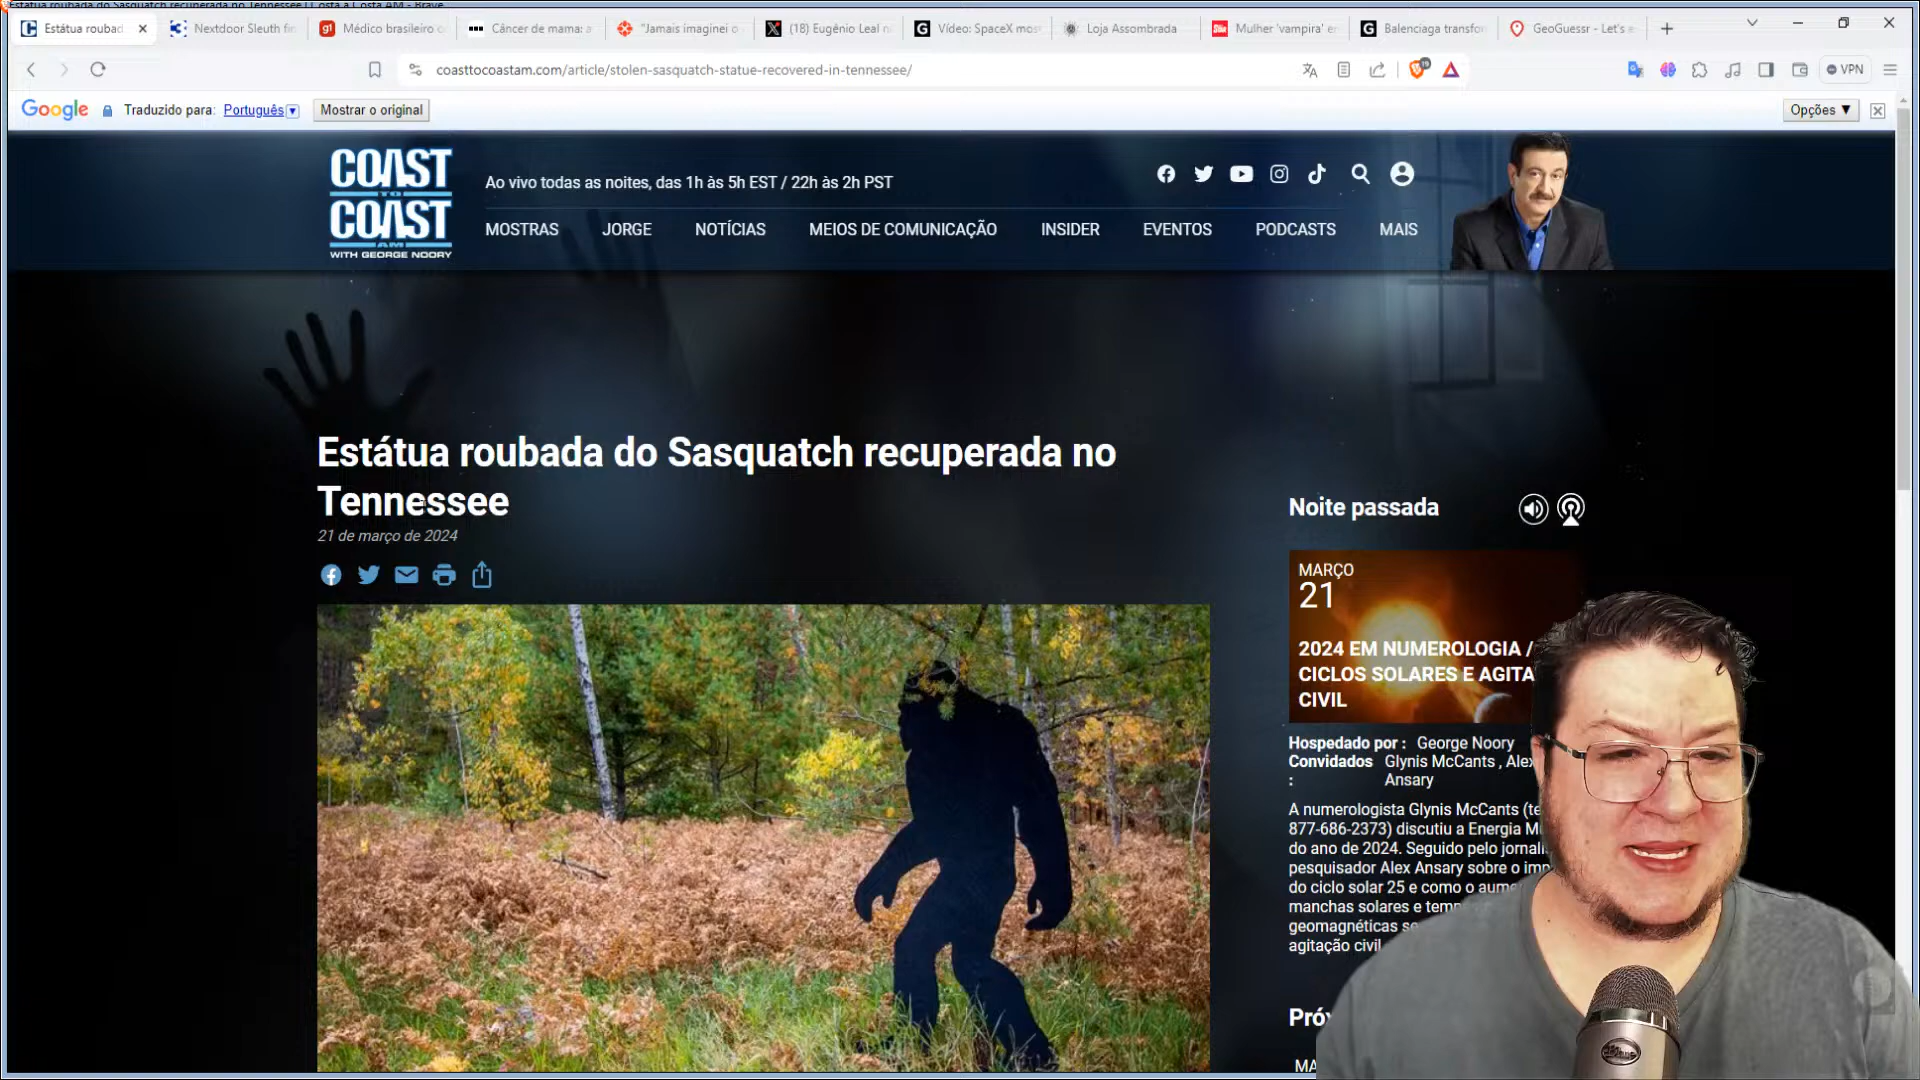 Estátua roubada do Sasquatch recuperada no Tennessee | Costa a Costa AM - Brave
Estátua roubad
Nextdoor Sleuth fin
Médico brasileiro c
Câncer de mama: a
"Jamais imaginei o
(18) Eugênio Leal n
Vídeo: SpaceX mos
Loja Assombrada
Mulher 'vampira' e
Balenciaga transfo
GeoGuessr - Let's e
coasttocoastam.com/article/stolen-sasquatch-statue-recovered-in-tennessee/
19
VPN
Google
Traduzido para: Português
Mostrar o original
Opções ▼
COAST
TO
COAST
AM
WITH GEORGE NOORY
Ao vivo todas as noites, das 1h às 5h EST / 22h às 2h PST
MOSTRAS
JORGE
NOTÍCIAS
MEIOS DE COMUNICAÇÃO
INSIDER
EVENTOS
PODCASTS
MAIS
Estátua roubada do Sasquatch recuperada no
Tennessee
21 de março de 2024
Noite passada
MARÇO
21
2024 EM NUMEROLOGIA /
CICLOS SOLARES E AGITA
CIVIL
Hospedado por : George Noory
Convidados Glynis McCants , Alex
: Ansary
A numerologista Glynis McCants (te
877-686-2373) discutiu a Energia M
do ano de 2024. Seguido pelo jornali
pesquisador Alex Ansary sobre o imp
do ciclo solar 25 e como o aume
manchas solares e temp
geomagnéticas se
agitação civil
Pró
MA